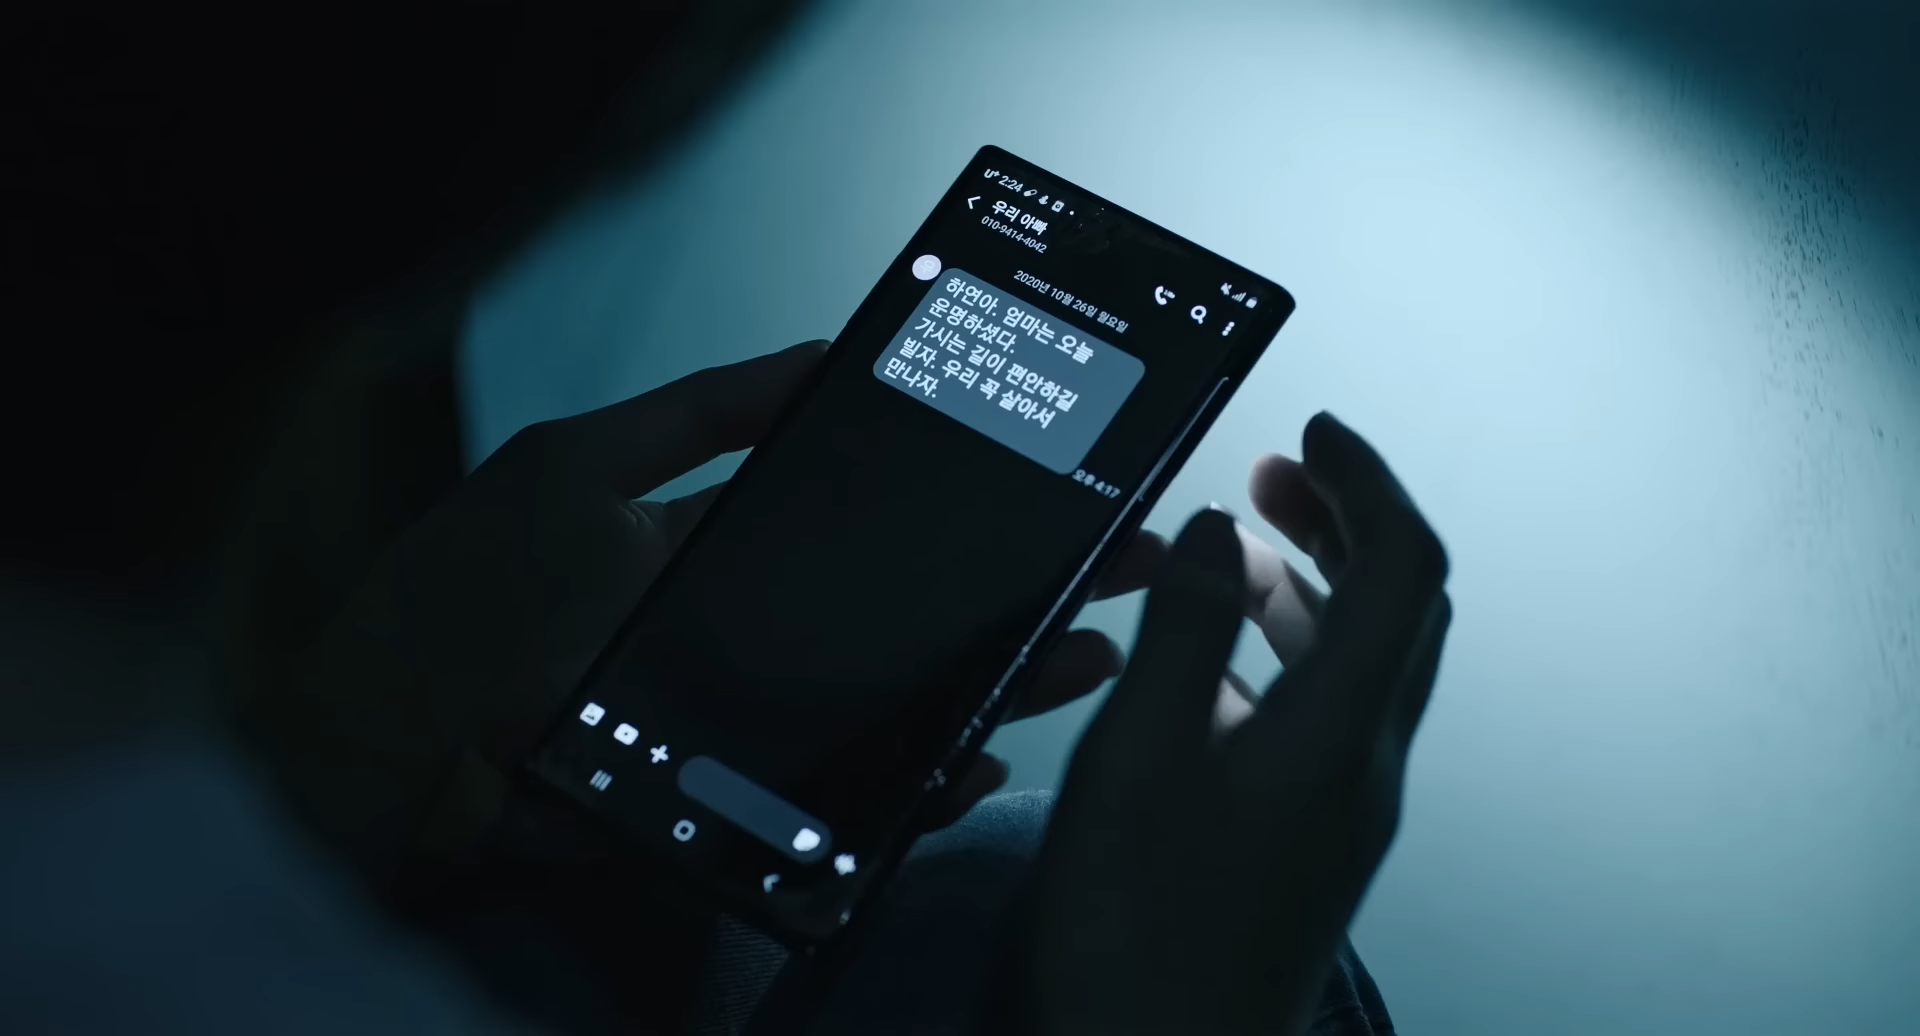 U+ 2:24
우리 아빠
010-9414-4042
2020년 10월 26일 월요일
하연아. 엄마는 오늘
운명하셨다.
가시는 길이 편안하길
빌자. 우리 꼭 살아서
만나자.
오후 4:17